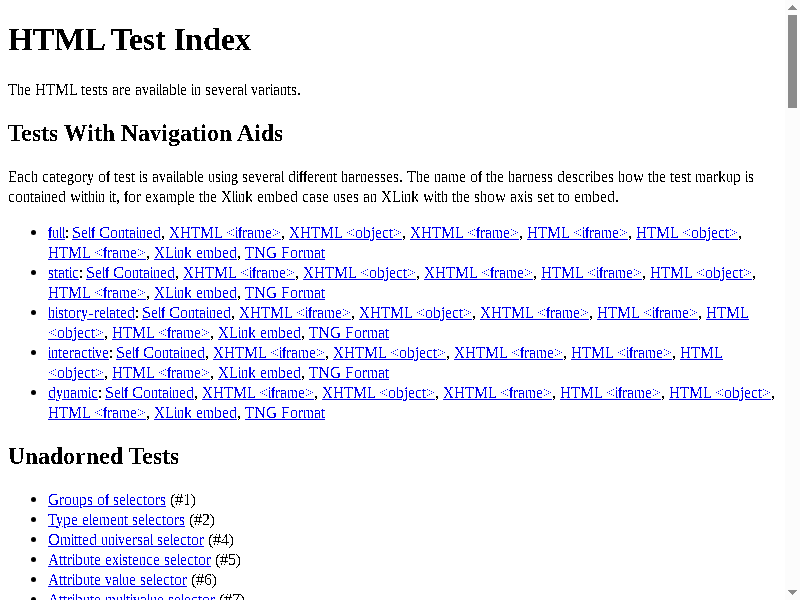 HTML Test Index
The HTML tests are available in several variants.
Tests With Navigation Aids
Each category of test is available using several different harnesses. The name of the harness describes how the test markup is
contained within it, for example the Xlink embed case uses an XLink with the show axis set to embed.
• full: Self Contained, XHTML <iframe>, XHTML <object>, XHTML <frame>, HTML <iframe>, HTML <object>,
HTML <frame>, XLink embed, TNG Format
• static: Self Contained, XHTML <iframe>, XHTML <object>, XHTML <frame>, HTML <iframe>, HTML <object>,
HTML <frame>, XLink embed, TNG Format
• history-related: Self Contained, XHTML <iframe>, XHTML <object>, XHTML <frame>, HTML <iframe>, HTML
<object>, HTML <frame>, XLink embed, TNG Format
• interactive: Self Contained, XHTML <iframe>, XHTML <object>, XHTML <frame>, HTML <iframe>, HTML
<object>, HTML <frame>, XLink embed, TNG Format
• dynamic: Self Contained, XHTML <iframe>, XHTML <object>, XHTML <frame>, HTML <iframe>, HTML <object>,
HTML <frame>, XLink embed, TNG Format
Unadorned Tests
• Groups of selectors (#1)
• Type element selectors (#2)
• Omitted universal selector (#4)
• Attribute existence selector (#5)
• Attribute value selector (#6)
• Attribute multivalue selector (#7)